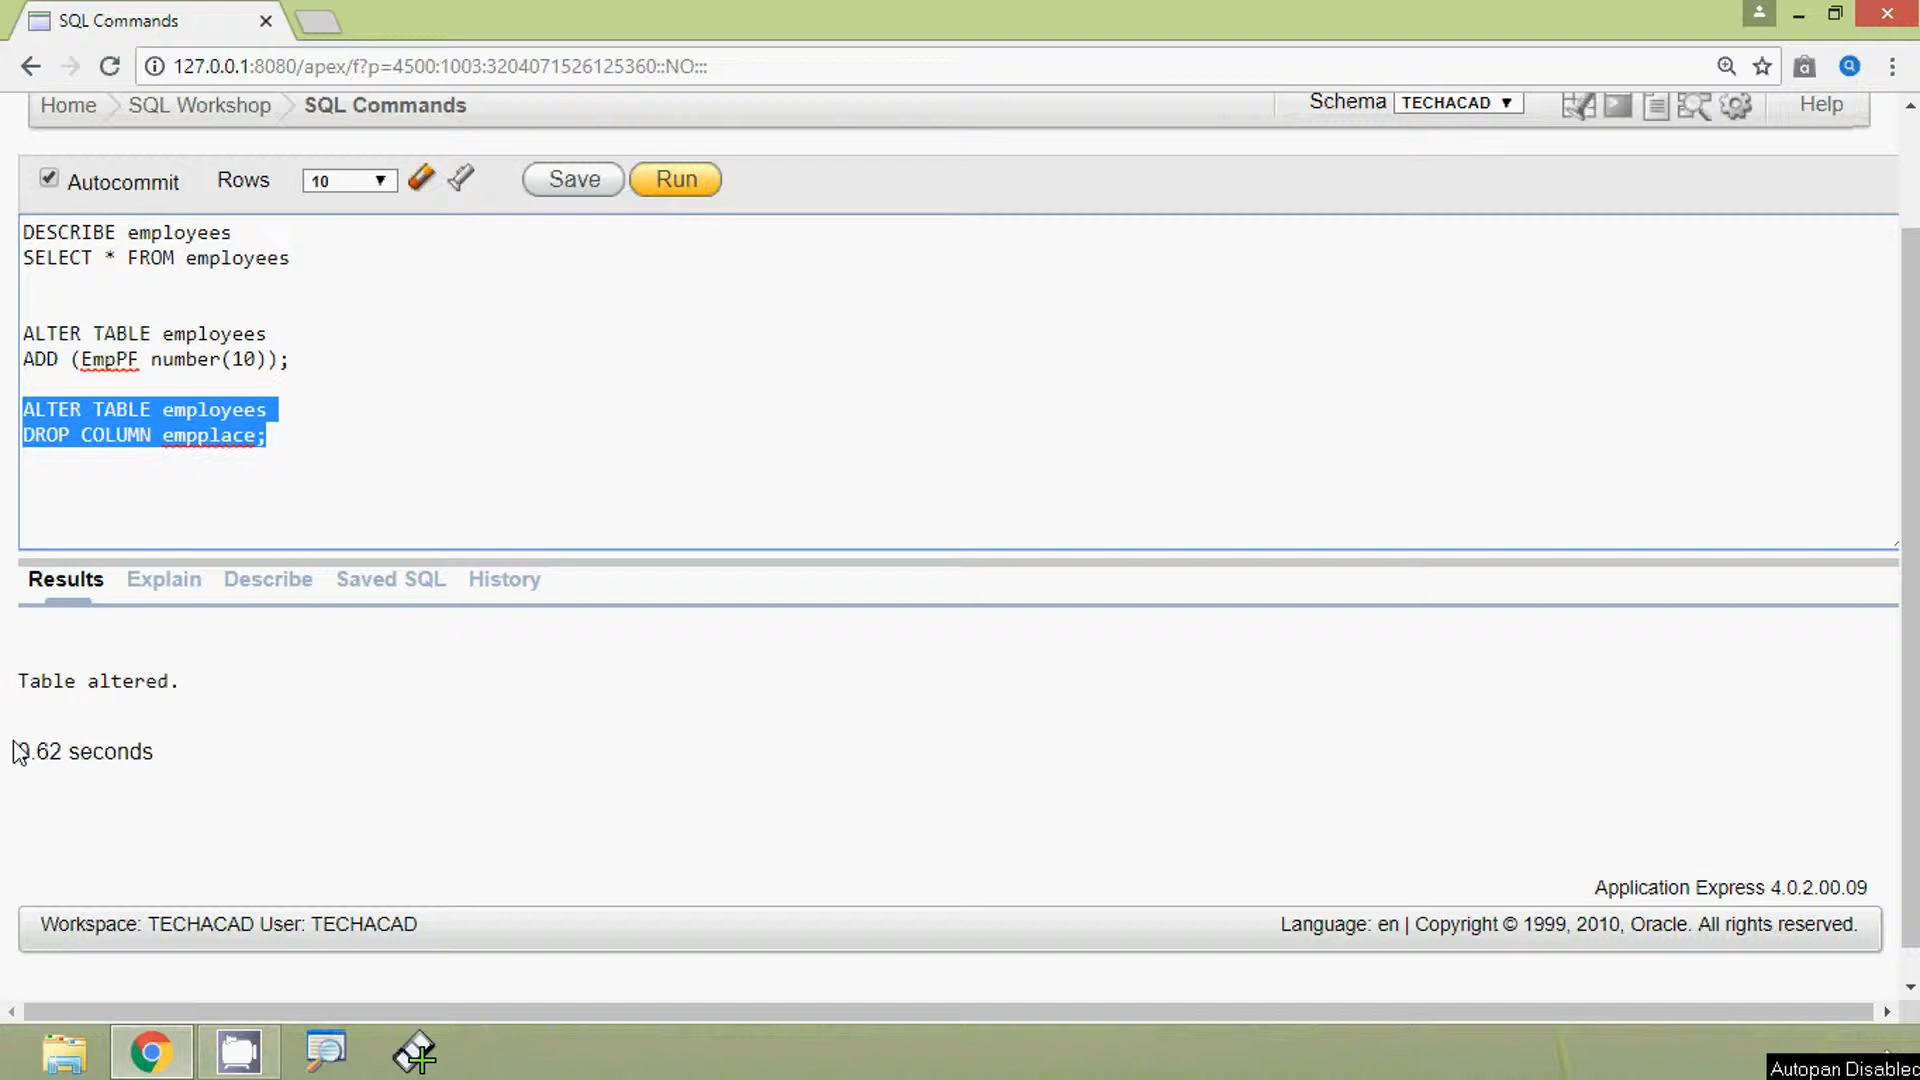 SQL Commands
127.0.0.1:8080/apex/f?p=4500:1003:3204071526125360::NO:::
Home SQL Workshop SQL Commands Schema TECHACAD Help
Autocommit Rows 10 Save Run
DESCRIBE employees
SELECT * FROM employees
ALTER TABLE employees
ADD (EmpPF number(10));
ALTER TABLE employees
DROP COLUMN empplace;
Results Explain Describe Saved SQL History
Table altered.
0.62 seconds
Application Express 4.0.2.00.09
Workspace: TECHACAD User: TECHACAD Language: en | Copyright © 1999, 2010, Oracle. All rights reserved.
Autopan Disabled